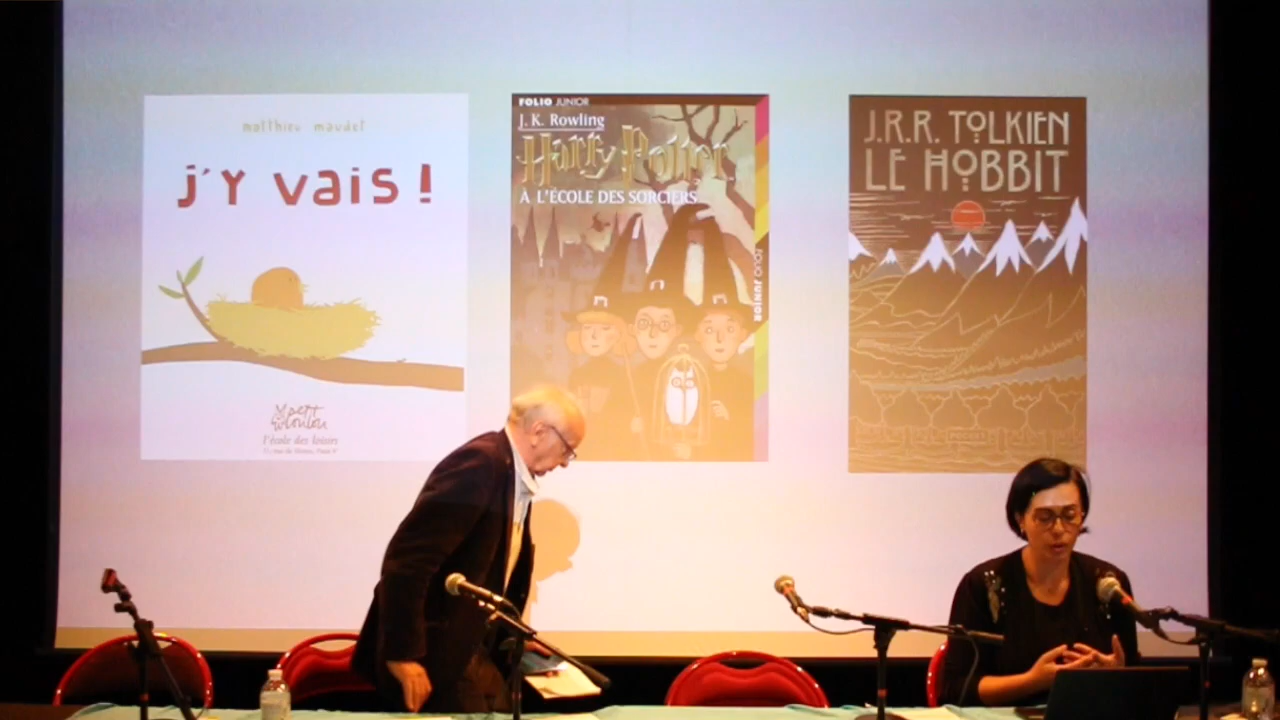 matthieu maudet
j'y vais !
l'école des loisirs
FOLIO JUNIOR
J.K. Rowling
Harry Potter
À L'ÉCOLE DES SORCIERS
FOLIO JUNIOR
J.R.R. TOLKIEN
LE HOBBIT